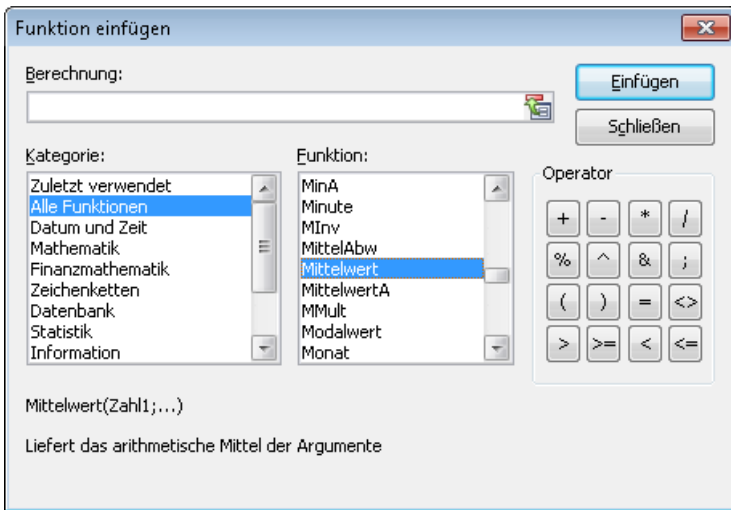 Funktion einfügen
Berechnung:
Einfügen
Schließen
Kategorie:
Zuletzt verwendet
Alle Funktionen
Datum und Zeit
Mathematik
Finanzmathematik
Zeichenketten
Datenbank
Statistik
Information
Funktion:
MinA
Minute
MInv
MittelAbw
Mittelwert
MittelwertA
MMult
Modalwert
Monat
Operator
+ - * /
% ^ & ;
( ) = <>
> >= < <=
Mittelwert(Zahl1;...)
Liefert das arithmetische Mittel der Argumente